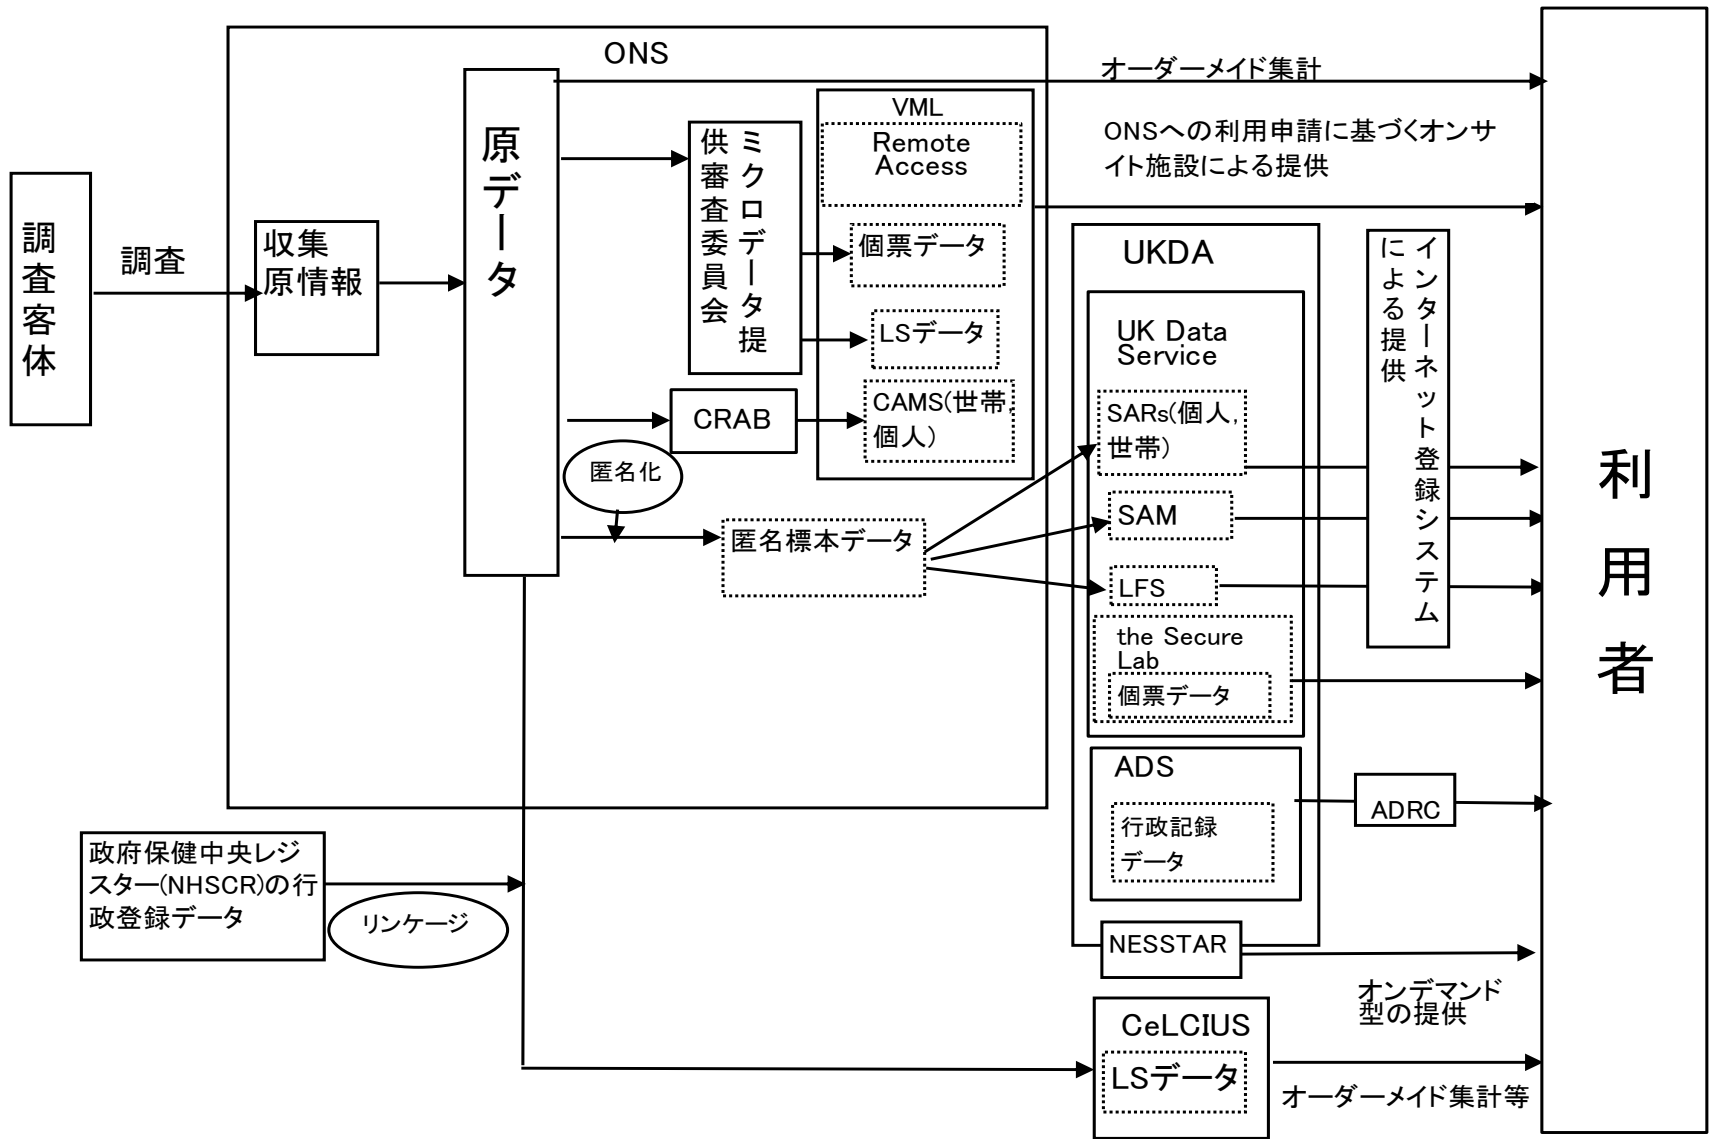 ONS
オーダーメイド集計
VML
Remote
Access
ONSへの利用申請に基づくオンサ
イト施設による提供
原データ
ミクロデータ提
供審査委員会
調査客体
調査
収集
原情報
個票データ
LSデータ
CRAB
CAMS(世帯,
個人)
匿名化
匿名標本データ
UKDA
UK Data
Service
SARs(個人,
世帯)
SAM
LFS
the Secure
Lab
個票データ
インターネット登録システム
による提供
利用者
ADS
行政記録
データ
ADRC
政府保健中央レジ
スター(NHSCR)の行
政登録データ
リンケージ
NESSTAR
オンデマンド
型の提供
CeLCIUS
LSデータ
オーダーメイド集計等